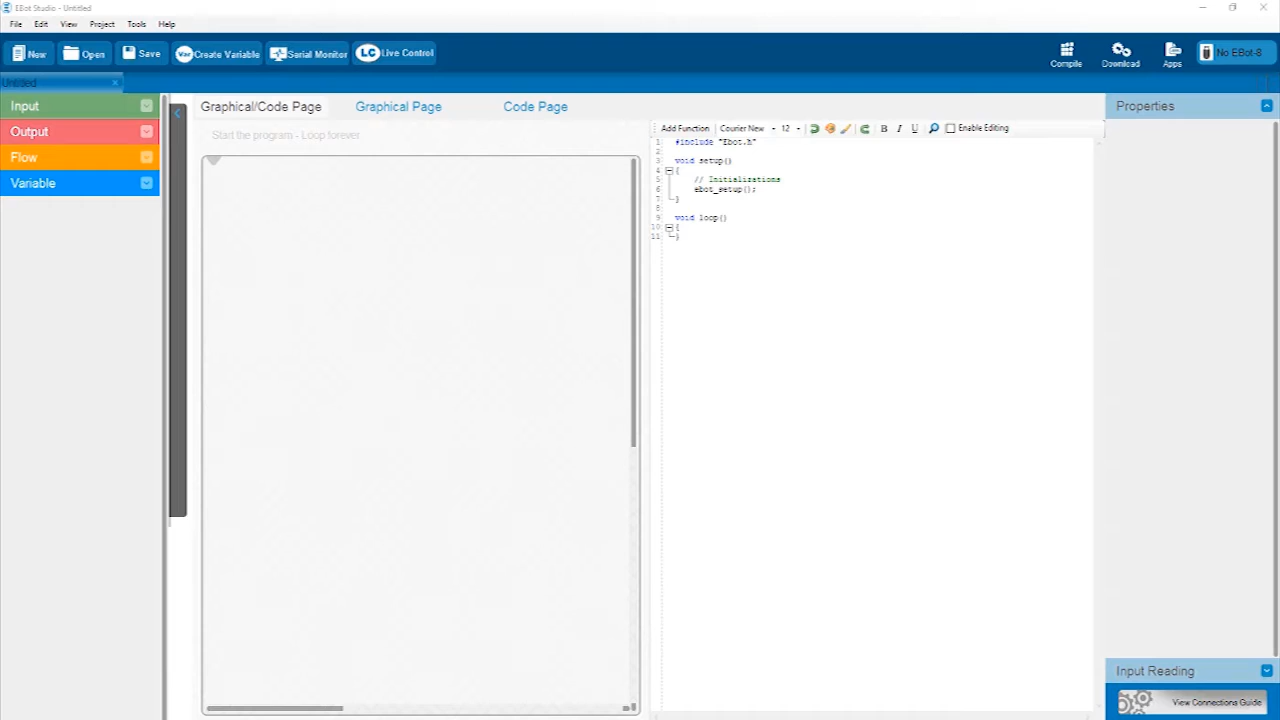 EBot Studio - Untitled
File Edit View Project Tools Help
New Open Save Var Create Variable Serial Monitor LC Live Control
Compile Download Apps No EBot-8
Untitled
Input
Output
Flow
Variable
Graphical/Code Page Graphical Page Code Page
Start the program - Loop forever
Add Function Courier New 12 B I U Enable Editing
1 #include "Ebot.h"
2
3 void setup()
4 {
5 // Initializations
6 ebot_setup();
7 }
8
9 void loop()
10 {
11 }
Properties
Input Reading
View Connections Guide